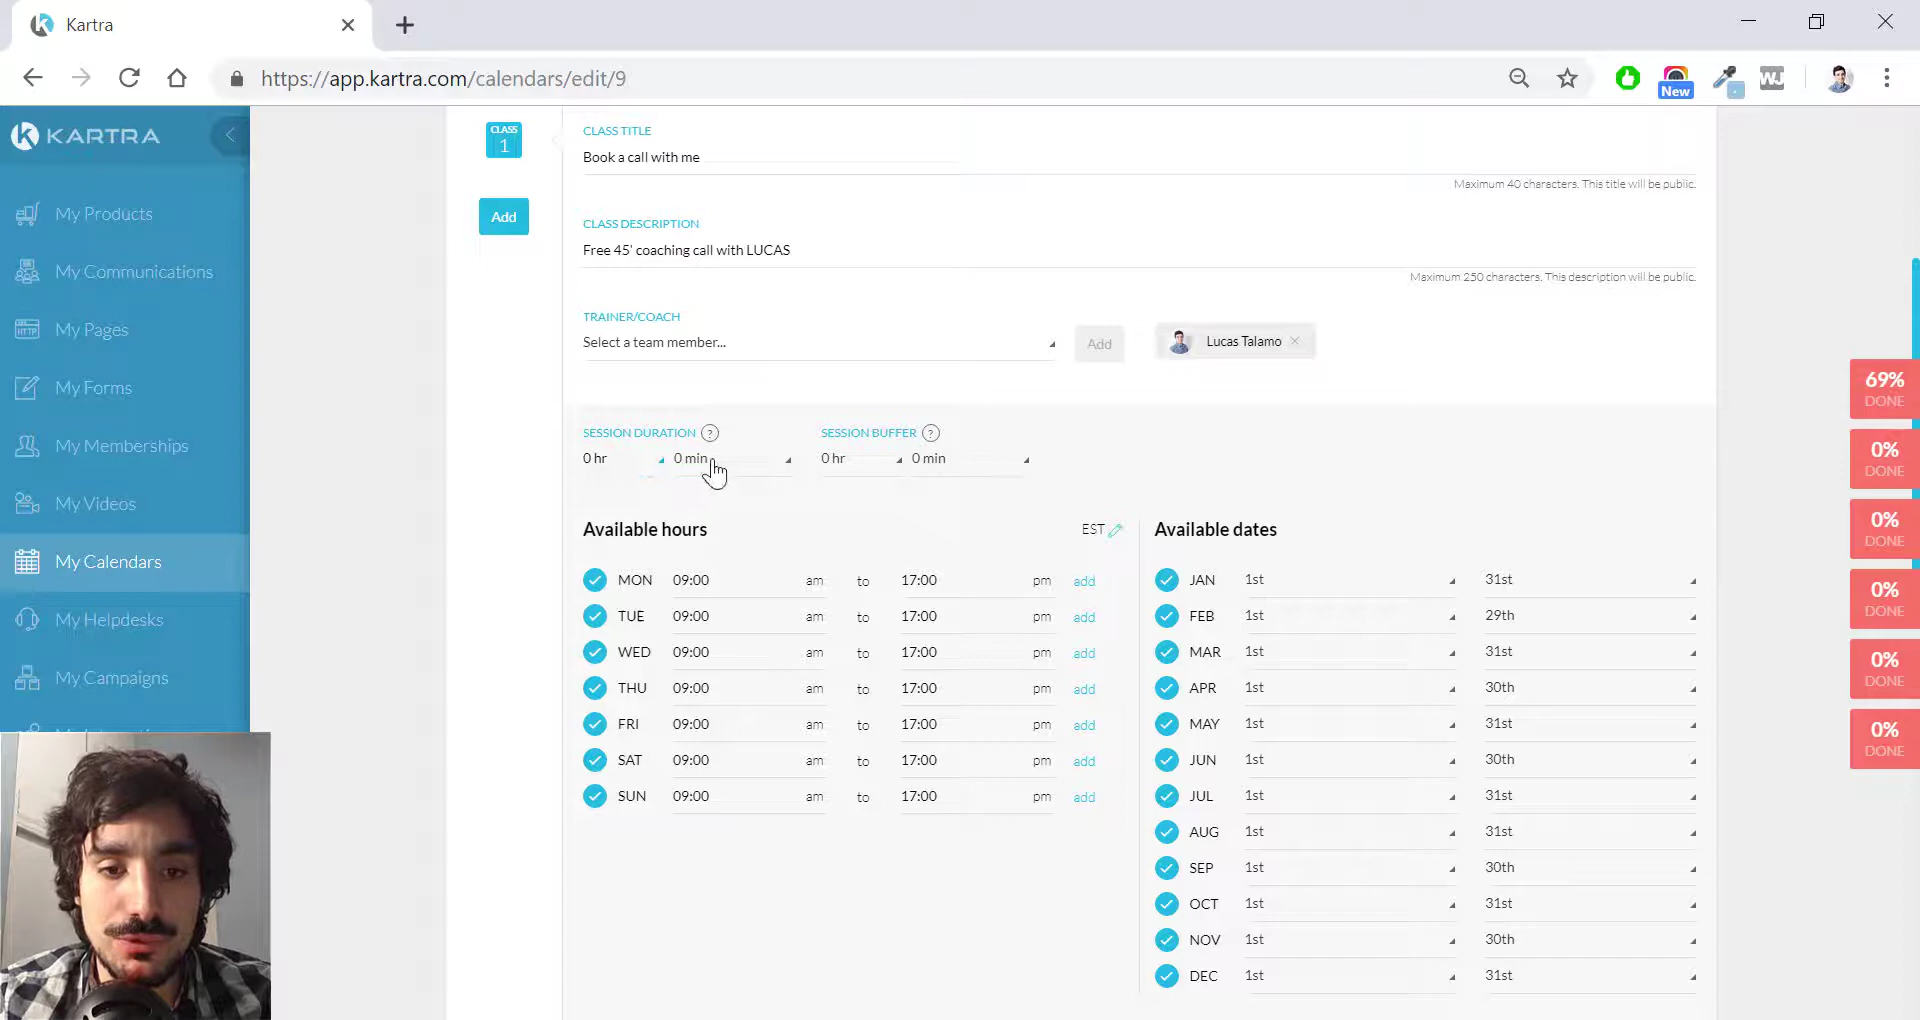 Kartra
https://app.kartra.com/calendars/edit/9
New
WJ
KARTRA
My Products
My Communications
My Pages
HTTP
My Forms
My Memberships
My Videos
My Calendars
My Helpdesks
My Campaigns
CLASS
1
Add
CLASS TITLE
Book a call with me
Maximum 40 characters. This title will be public.
CLASS DESCRIPTION
Free 45' coaching call with LUCAS
Maximum 250 characters. This description will be public.
TRAINER/COACH
Select a team member...
Add
Lucas Talamo
SESSION DURATION ?
SESSION BUFFER ?
0 hr 0 min
0 hr 0 min
Available hours
EST
MON 09:00 am to 17:00 pm add
TUE 09:00 am to 17:00 pm add
WED 09:00 am to 17:00 pm add
THU 09:00 am to 17:00 pm add
FRI 09:00 am to 17:00 pm add
SAT 09:00 am to 17:00 pm add
SUN 09:00 am to 17:00 pm add
Available dates
JAN 1st 31st
FEB 1st 29th
MAR 1st 31st
APR 1st 30th
MAY 1st 31st
JUN 1st 30th
JUL 1st 31st
AUG 1st 31st
SEP 1st 30th
OCT 1st 31st
NOV 1st 30th
DEC 1st 31st
69%
DONE
0%
DONE
0%
DONE
0%
DONE
0%
DONE
0%
DONE